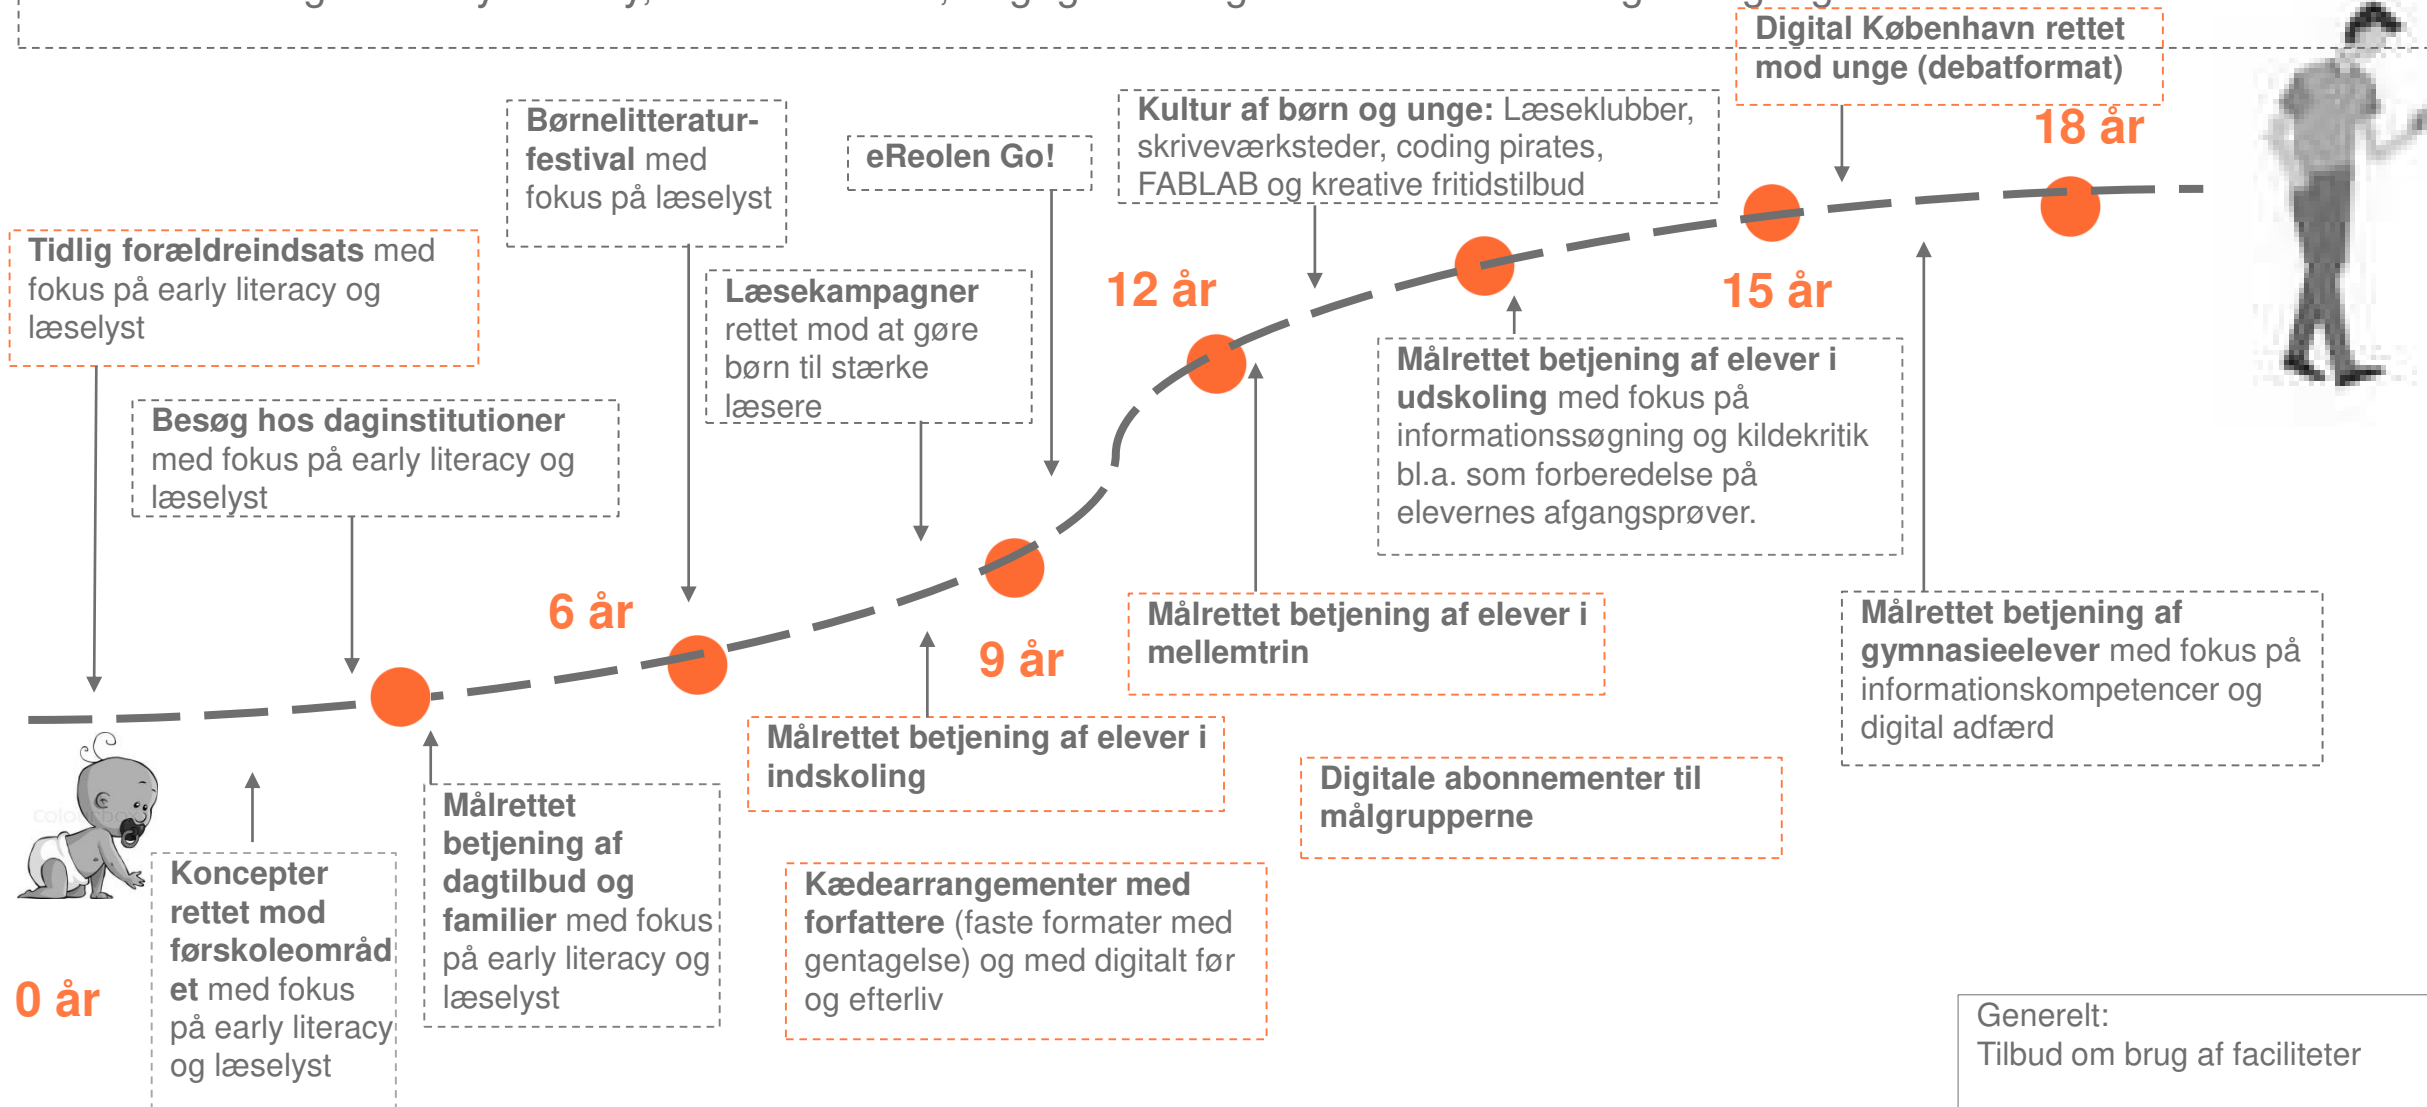 Digital København rettet
mod unge (debatformat)
18 år
Børnelitteratur-
festival med
fokus på læselyst
eReolen Go!
Kultur af børn og unge: Læseklubber,
skriveværksteder, coding pirates,
FABLAB og kreative fritidstilbud
Tidlig forældreindsats med
fokus på early literacy og
læselyst
Læsekampagner
rettet mod at gøre
børn til stærke
læsere
12 år
15 år
Målrettet betjening af elever i
udskoling med fokus på
informationssøgning og kildekritik
bl.a. som forberedelse på
elevernes afgangsprøver.
Besøg hos daginstitutioner
med fokus på early literacy og
læselyst
6 år
9 år
Målrettet betjening af elever i
mellemtrin
Målrettet betjening af
gymnasieelever med fokus på
informationskompetencer og
digital adfærd
Målrettet betjening af elever i
indskoling
Digitale abonnementer til
målgrupperne
Målrettet
betjening af
dagtilbud og
familier med fokus
på early literacy og
læselyst
Koncepter
rettet mod
førskoleområd
et med fokus
på early literacy
og læselyst
Kædearrangementer med
forfattere (faste formater med
gentagelse) og med digitalt før
og efterliv
0 år
Generelt:
Tilbud om brug af faciliteter